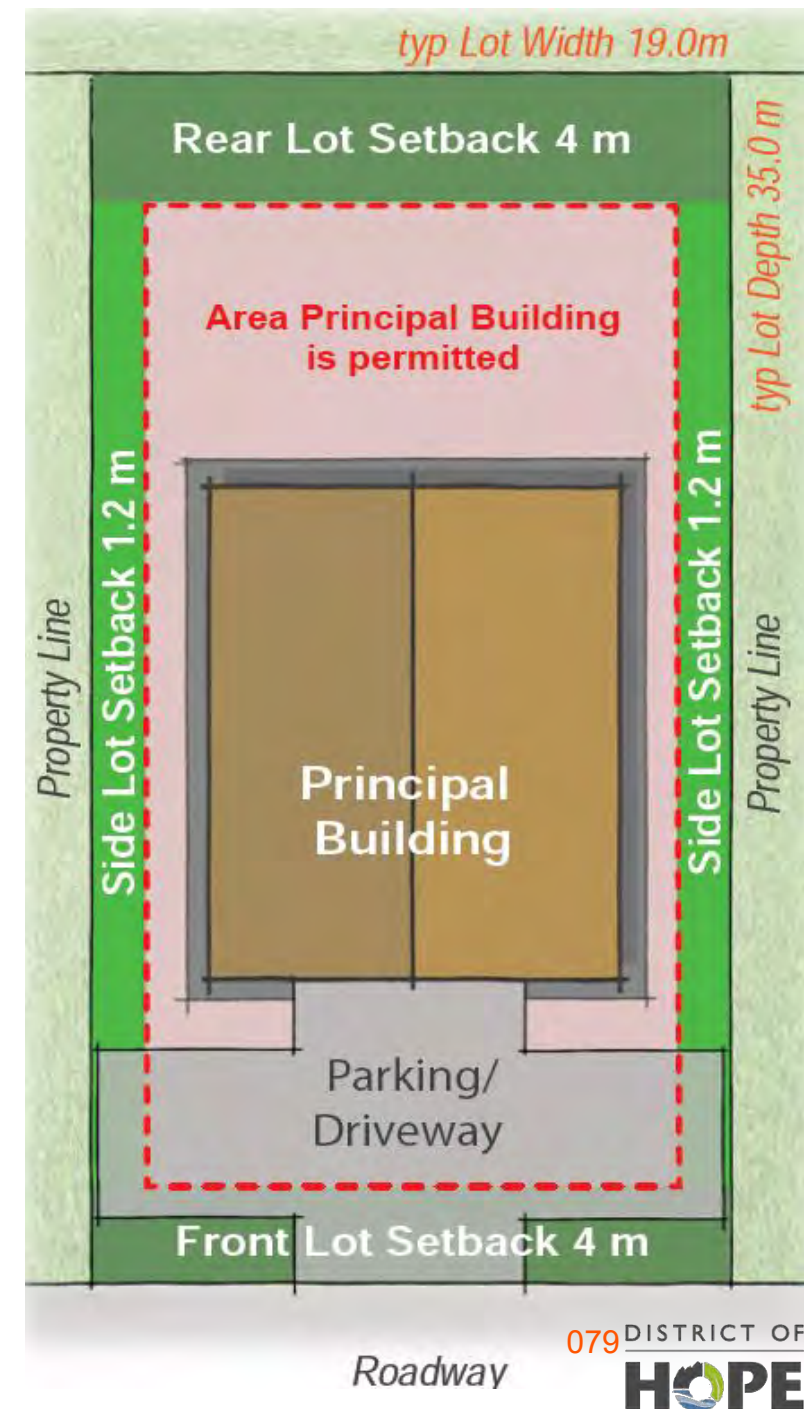 typ Lot Width 19.0m
Rear Lot Setback 4 m
typ Lot Depth 35.0 m
Area Principal Building
is permitted
Side Lot Setback 1.2 m
Side Lot Setback 1.2 m
Property Line
Property Line
Principal
Building
Parking/
Driveway
Front Lot Setback 4 m
Roadway
079
DISTRICT OF
HOPE